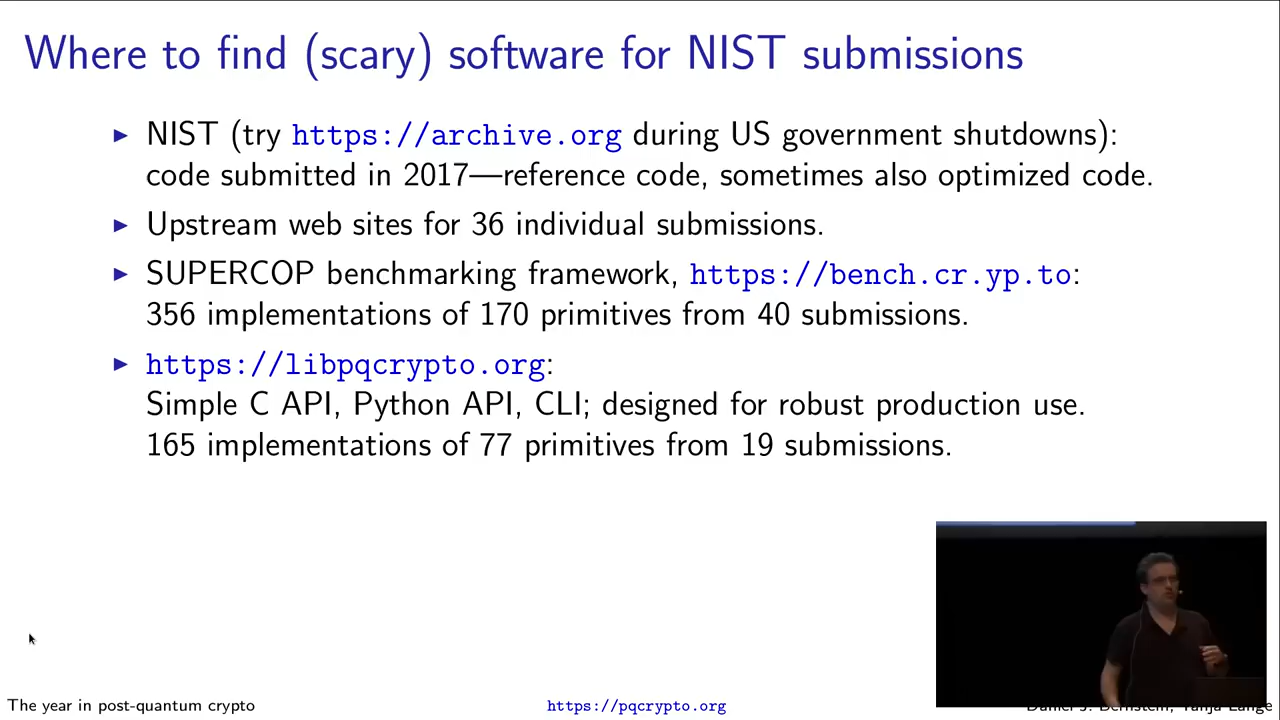 Where to find (scary) software for NIST submissions
▶ NIST (try https://archive.org during US government shutdowns):
code submitted in 2017—reference code, sometimes also optimized code.
▶ Upstream web sites for 36 individual submissions.
▶ SUPERCOP benchmarking framework, https://bench.cr.yp.to:
356 implementations of 170 primitives from 40 submissions.
▶ https://libpqcrypto.org:
Simple C API, Python API, CLI; designed for robust production use.
165 implementations of 77 primitives from 19 submissions.
The year in post-quantum crypto
https://pqcrypto.org
Daniel J. Bernstein, Tanja Lange